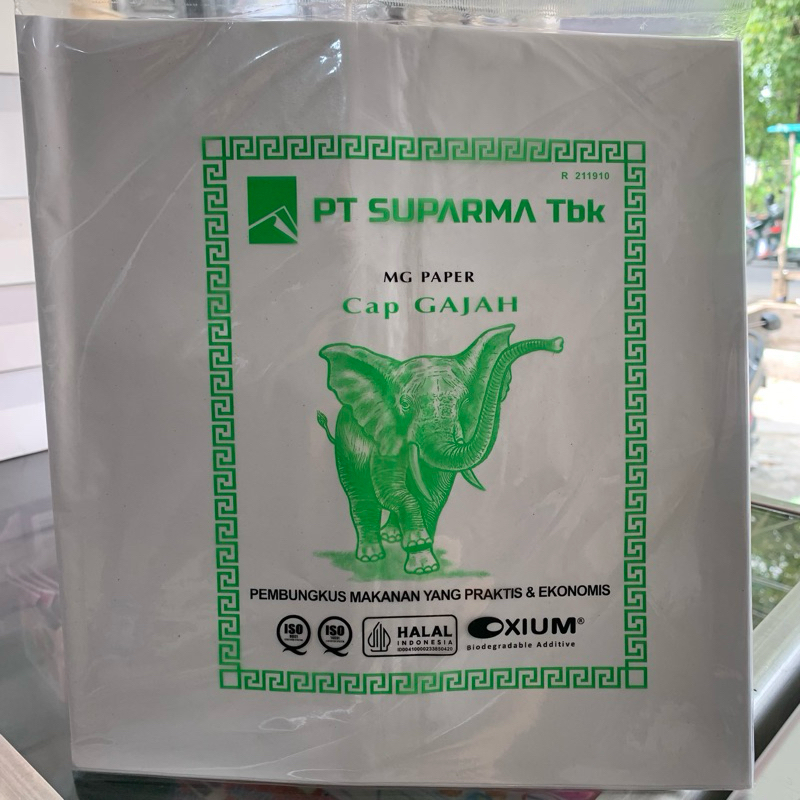 R 211910
PT SUPARMA Tbk
MG PAPER
Cap GAJAH
PEMBUNGKUS MAKANAN YANG PRAKTIS & EKONOMIS
ISO
ISO
HALAL
INDONESIA
OXIUM®
Biodegradable Additive